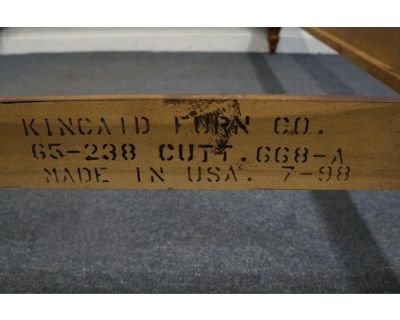 KINCAID FURN CO.
65-238 CUTT.668-A
MADE IN USA. 7-98